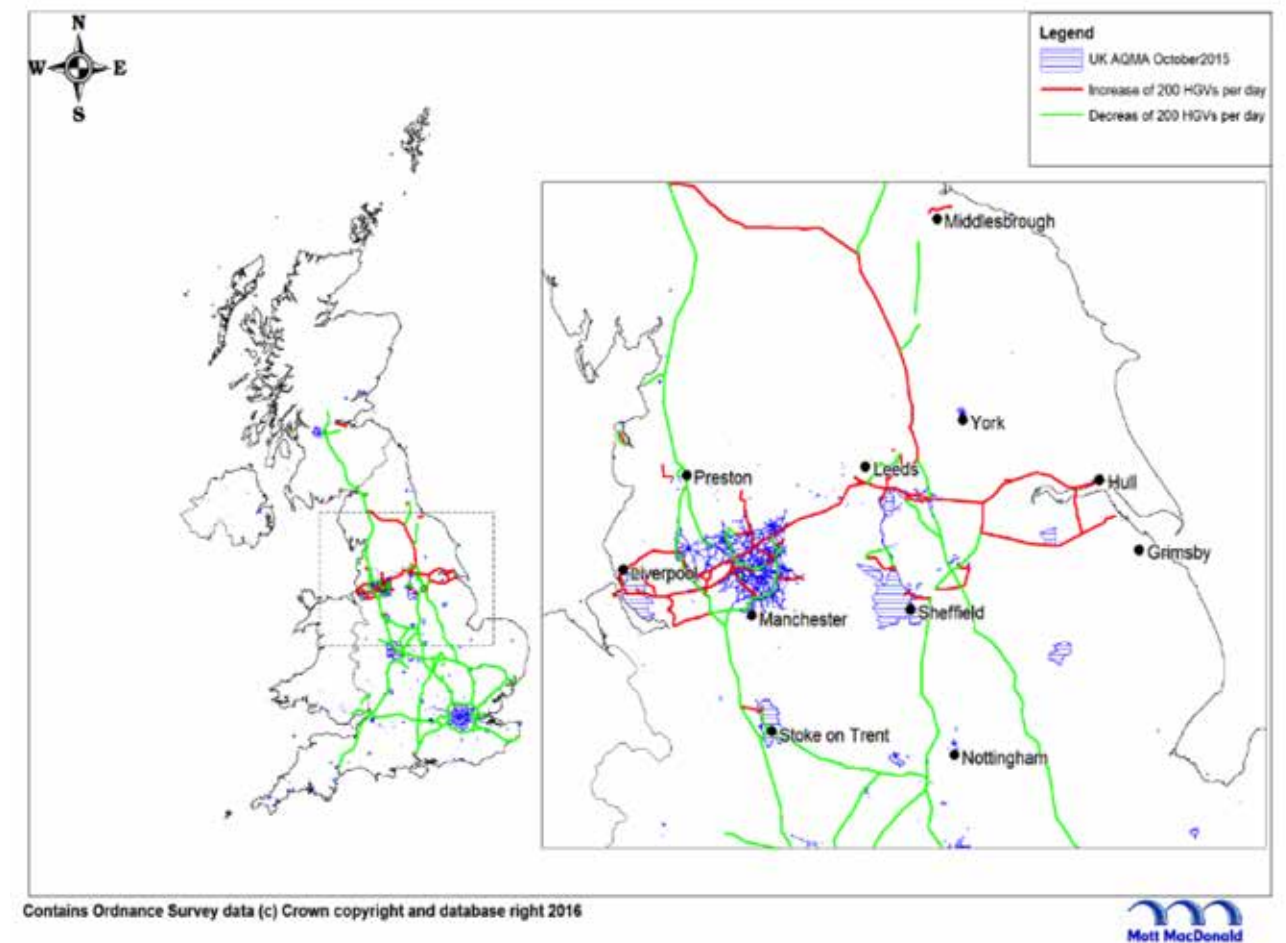 N
W
E
S
Legend
UK AQMA October2015
Increase of 200 HGVs per day
Decreas of 200 HGVs per day
Middlesbrough
York
Leeds
Preston
Hull
Grimsby
Liverpool
Manchester
Sheffield
Stoke on Trent
Nottingham
Contains Ordnance Survey data (c) Crown copyright and database right 2016
Mott MacDonald